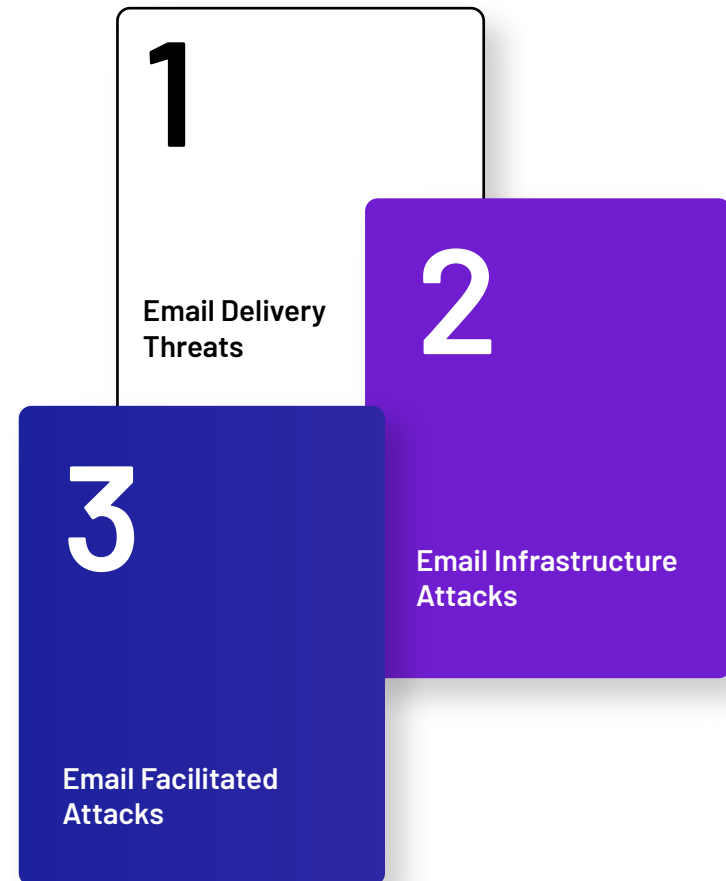 1
Email Delivery
Threats
2
Email Infrastructure
Attacks
3
Email Facilitated
Attacks